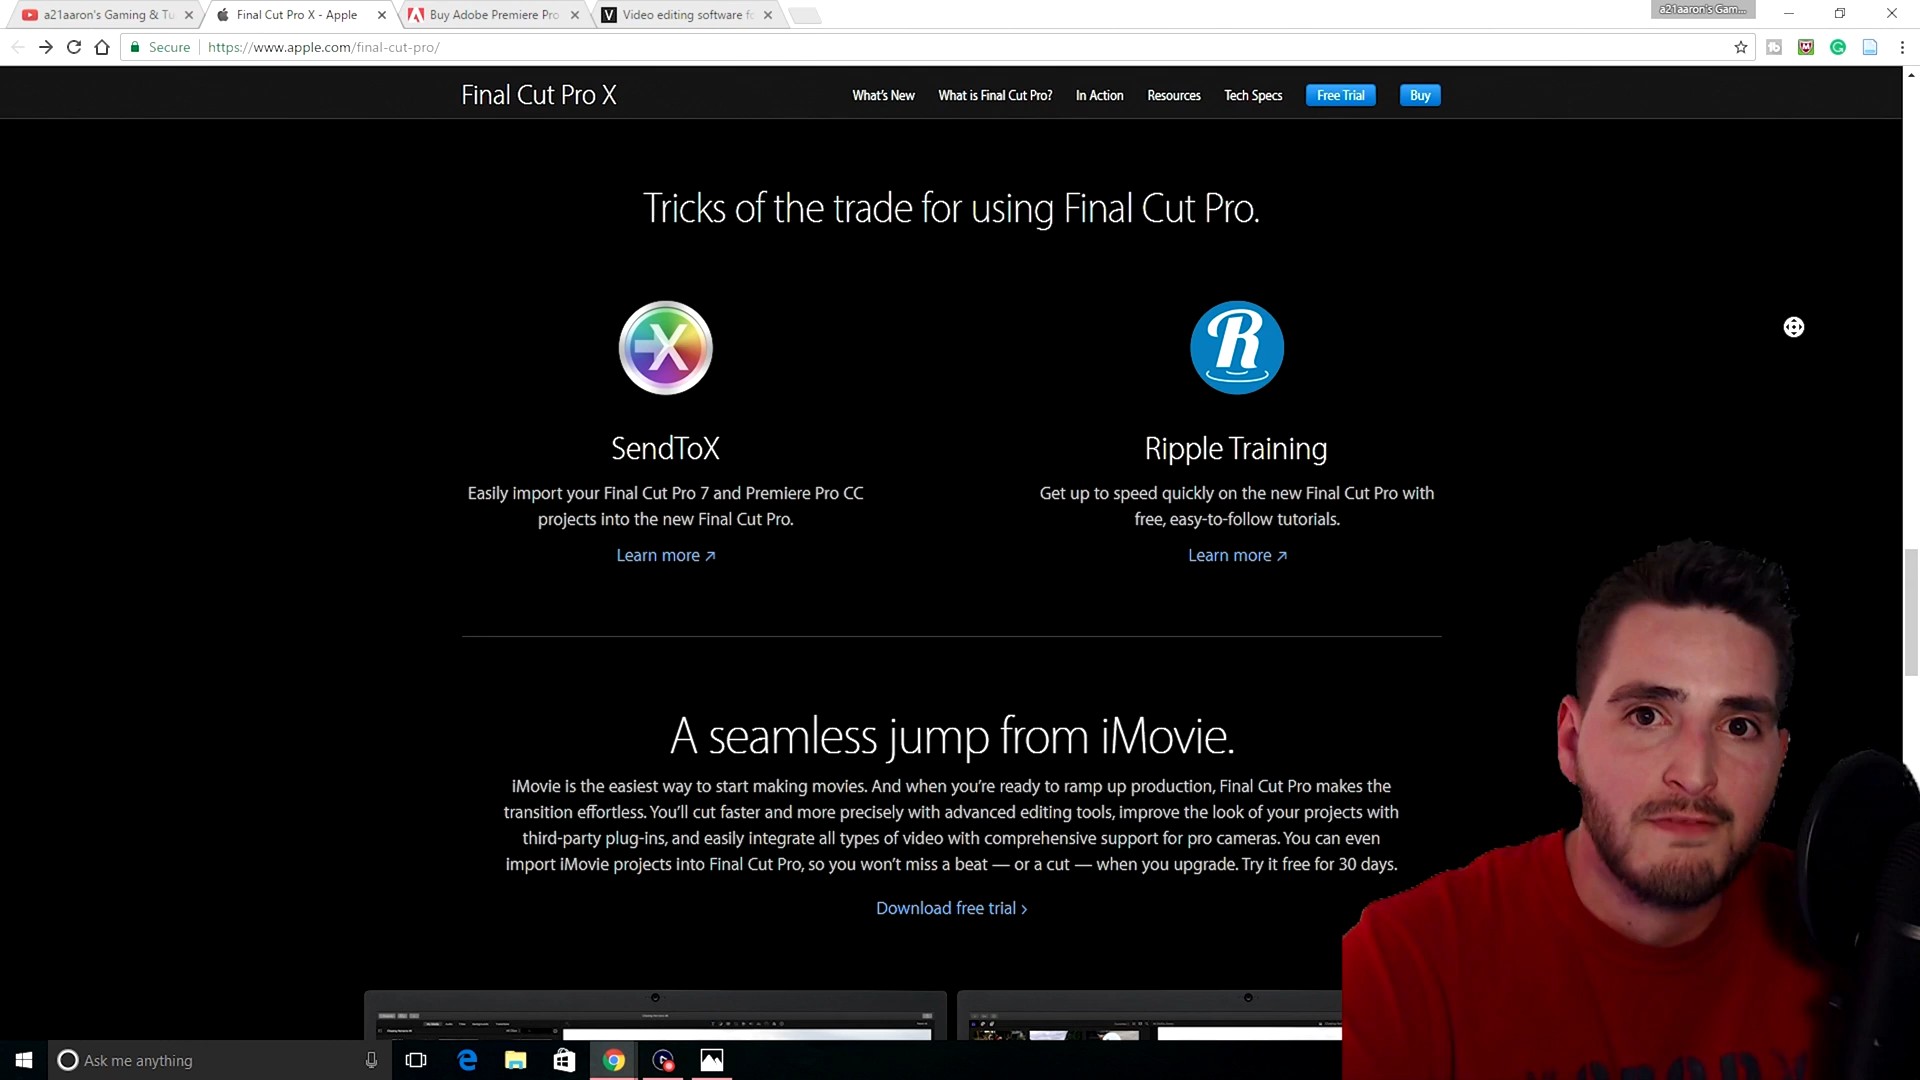 a21aaron's Gaming & Tu
Final Cut Pro X - Apple
Buy Adobe Premiere Pro
Video editing software fo
a21aaron's Gam...
Secure
https://www.apple.com/final-cut-pro/
Final Cut Pro X
What's New
What is Final Cut Pro?
In Action
Resources
Tech Specs
Free Trial
Buy
Tricks of the trade for using Final Cut Pro.
X
R
SendToX
Easily import your Final Cut Pro 7 and Premiere Pro CC
projects into the new Final Cut Pro.
Learn more ↗
Ripple Training
Get up to speed quickly on the new Final Cut Pro with
free, easy-to-follow tutorials.
Learn more ↗
A seamless jump from iMovie.
iMovie is the easiest way to start making movies. And when you're ready to ramp up production, Final Cut Pro makes the
transition effortless. You'll cut faster and more precisely with advanced editing tools, improve the look of your projects with
third-party plug-ins, and easily integrate all types of video with comprehensive support for pro cameras. You can even
import iMovie projects into Final Cut Pro, so you won't miss a beat — or a cut — when you upgrade. Try it free for 30 days.
Download free trial ›
Ask me anything